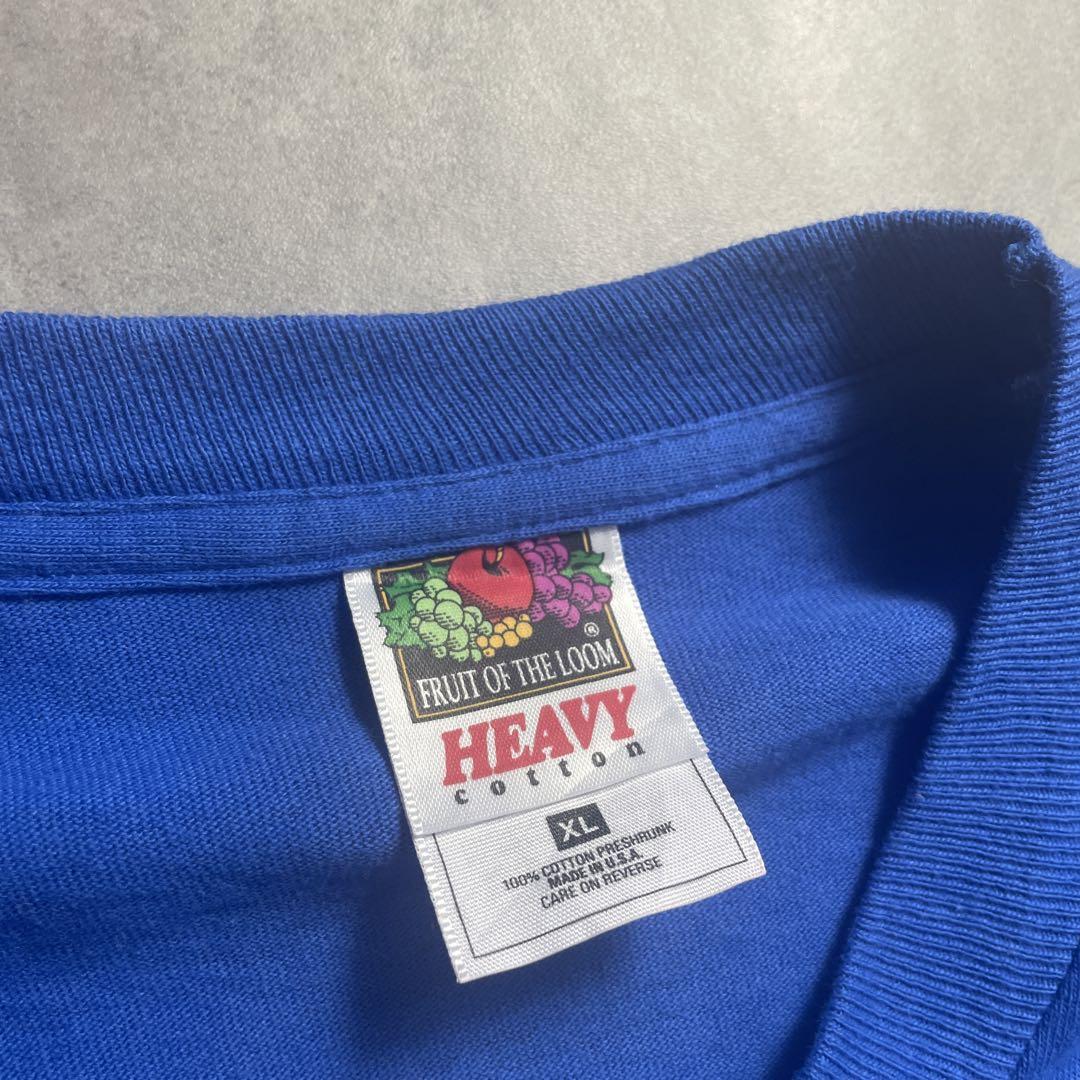 ®
FRUIT OF THE LOOM
HEAVY
cotton
XL
100% COTTON PRESHRUNK
MADE IN U.S.A.
CARE ON REVERSE